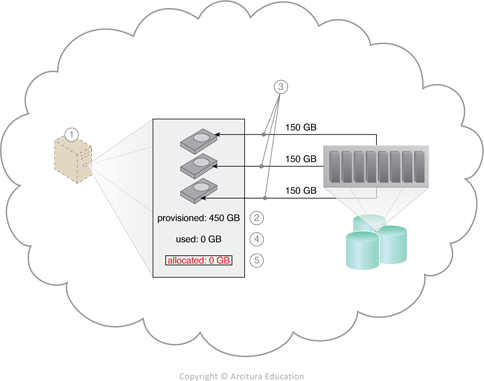 1
3
150 GB
150 GB
150 GB
provisioned: 450 GB
2
used: 0 GB
4
allocated: 0 GB
5
Copyright © Arcitura Education